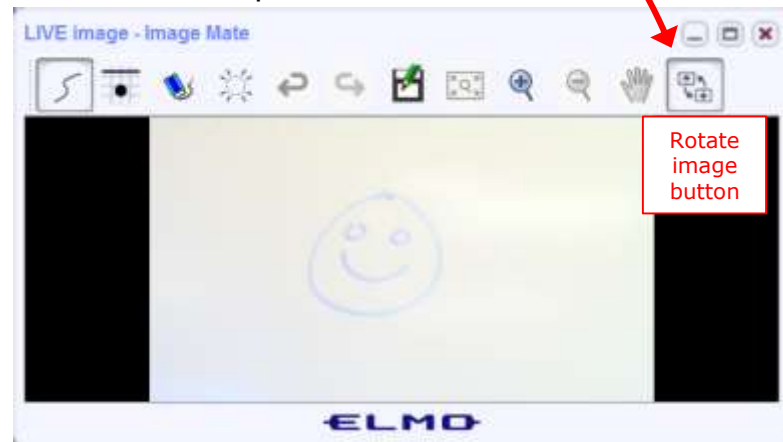 LIVE image - Image Mate
Rotate
image
button
ELMO